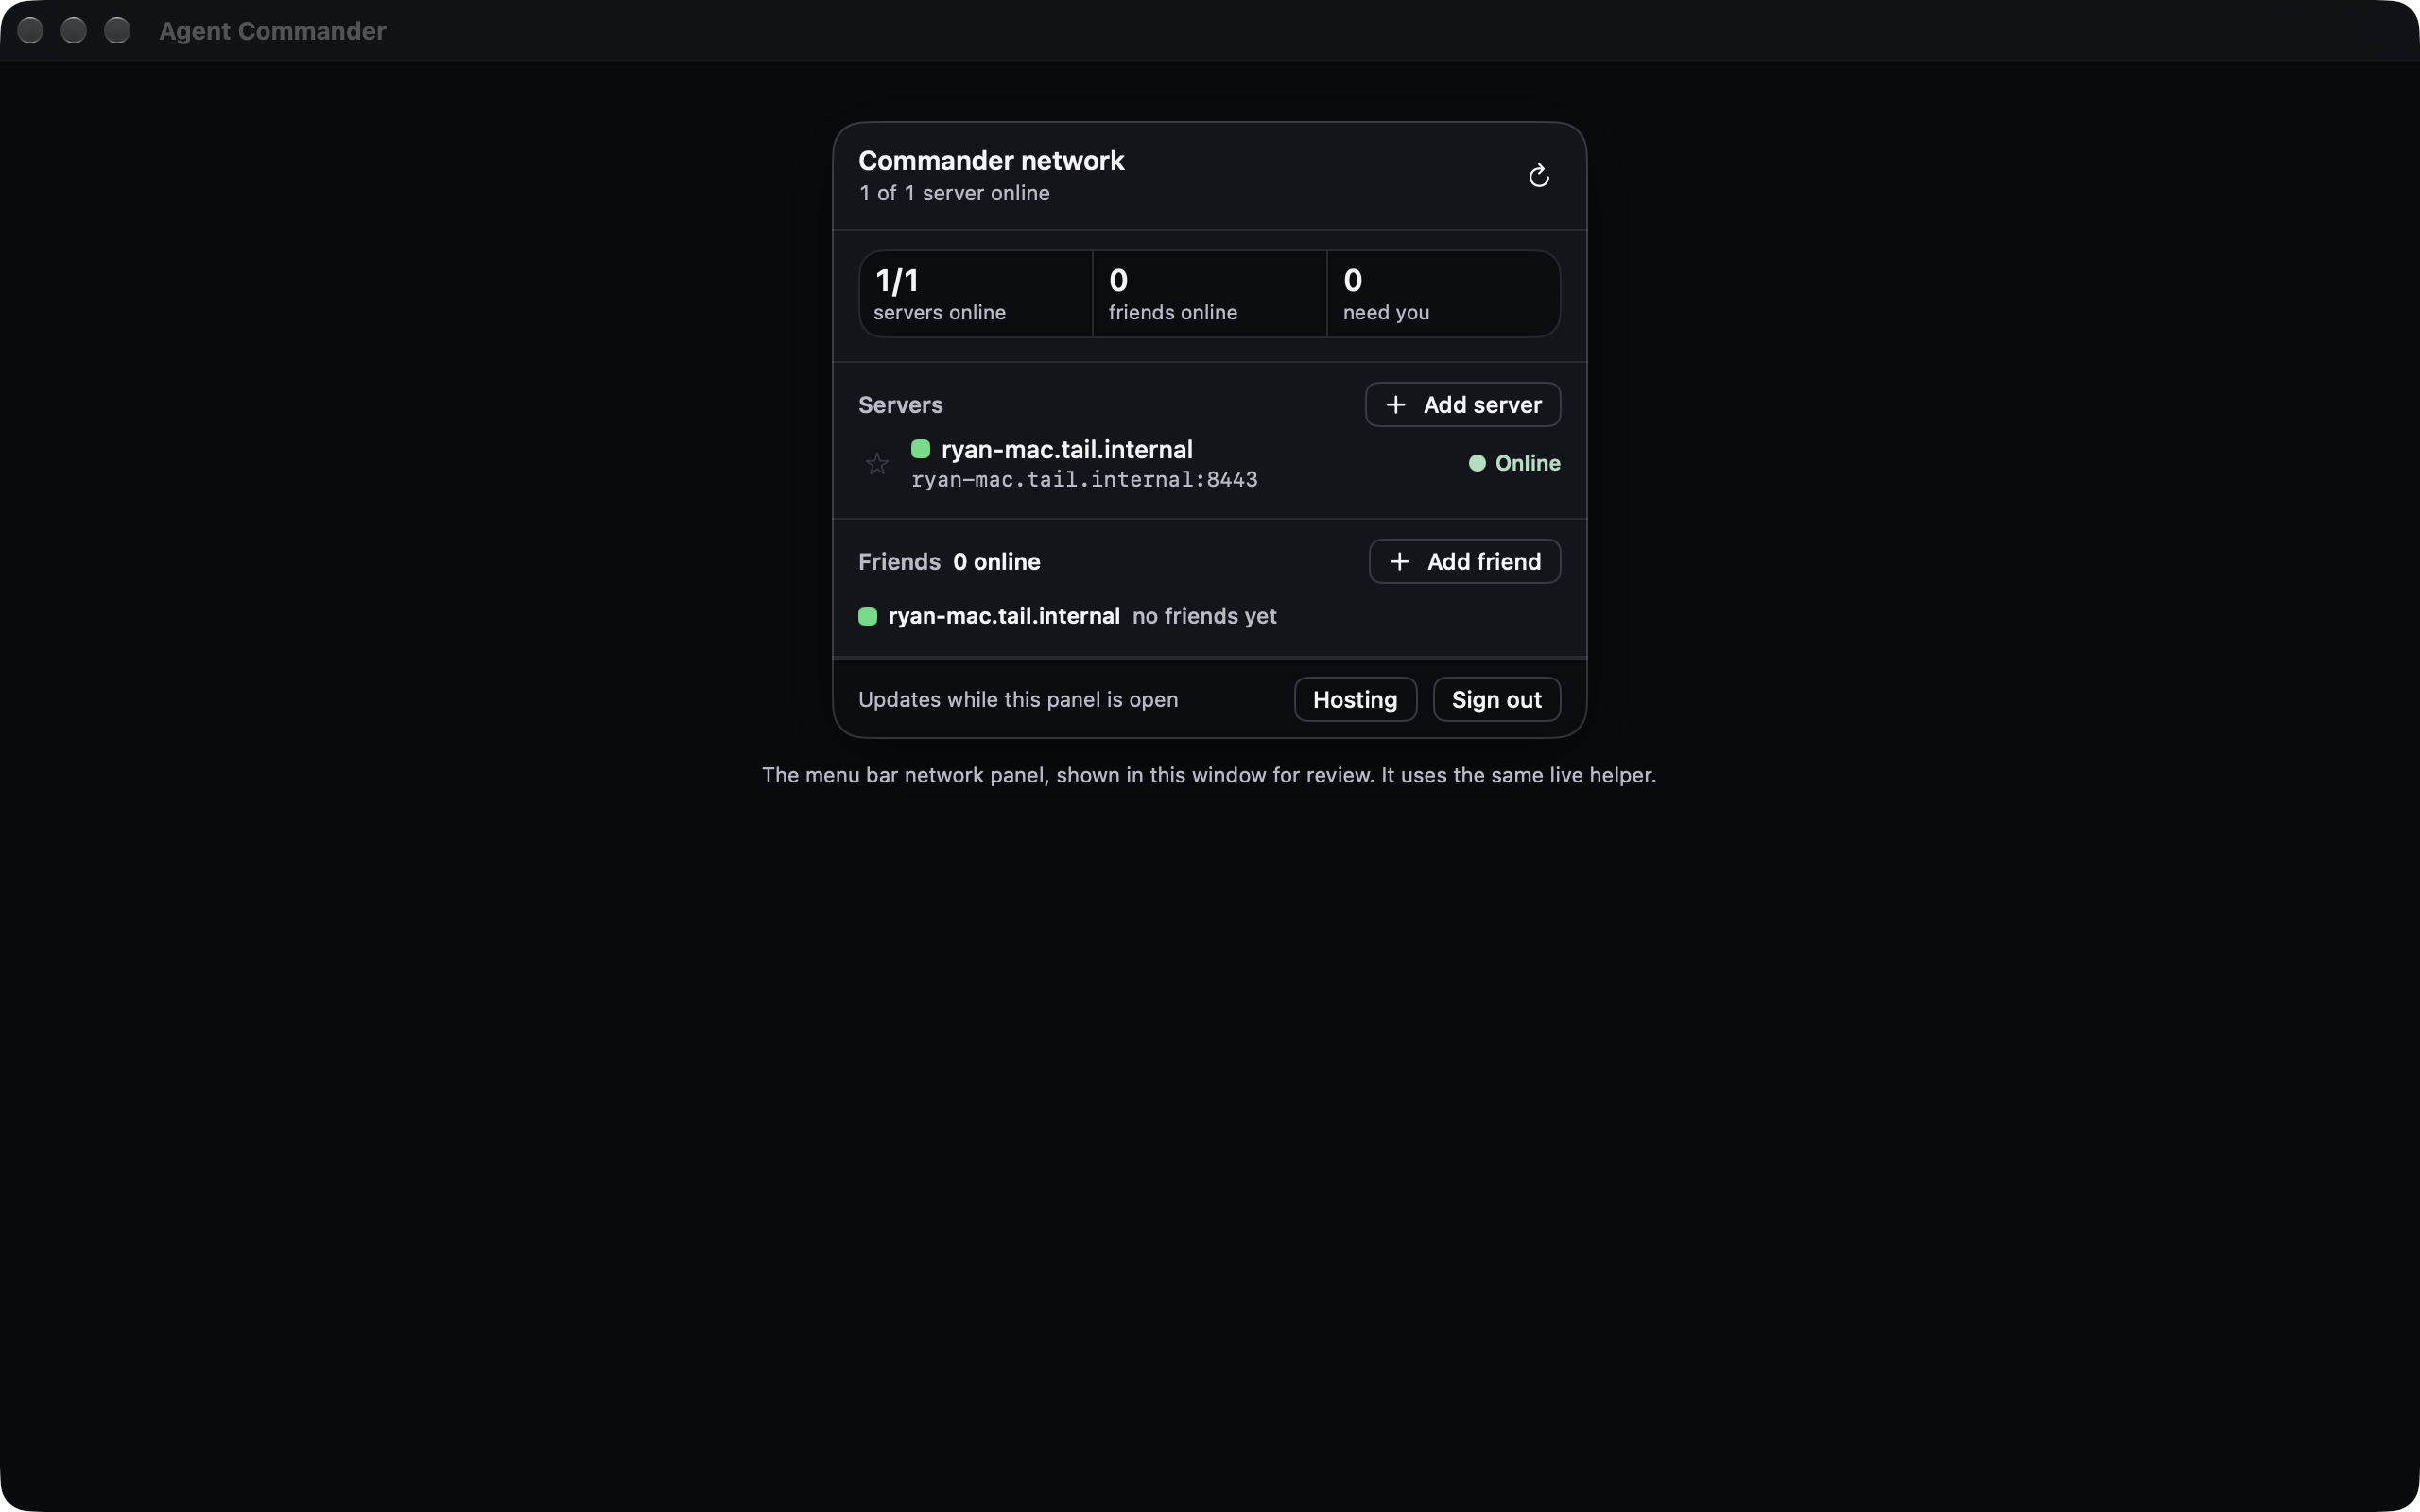 Agent Commander
Commander network
1 of 1 server online
1/1
servers online
0
friends online
0
need you
Servers
+ Add server
ryan-mac.tail.internal
ryan-mac.tail.internal:8443
Online
Friends 0 online
+ Add friend
ryan-mac.tail.internal no friends yet
Updates while this panel is open
Hosting
Sign out
The menu bar network panel, shown in this window for review. It uses the same live helper.